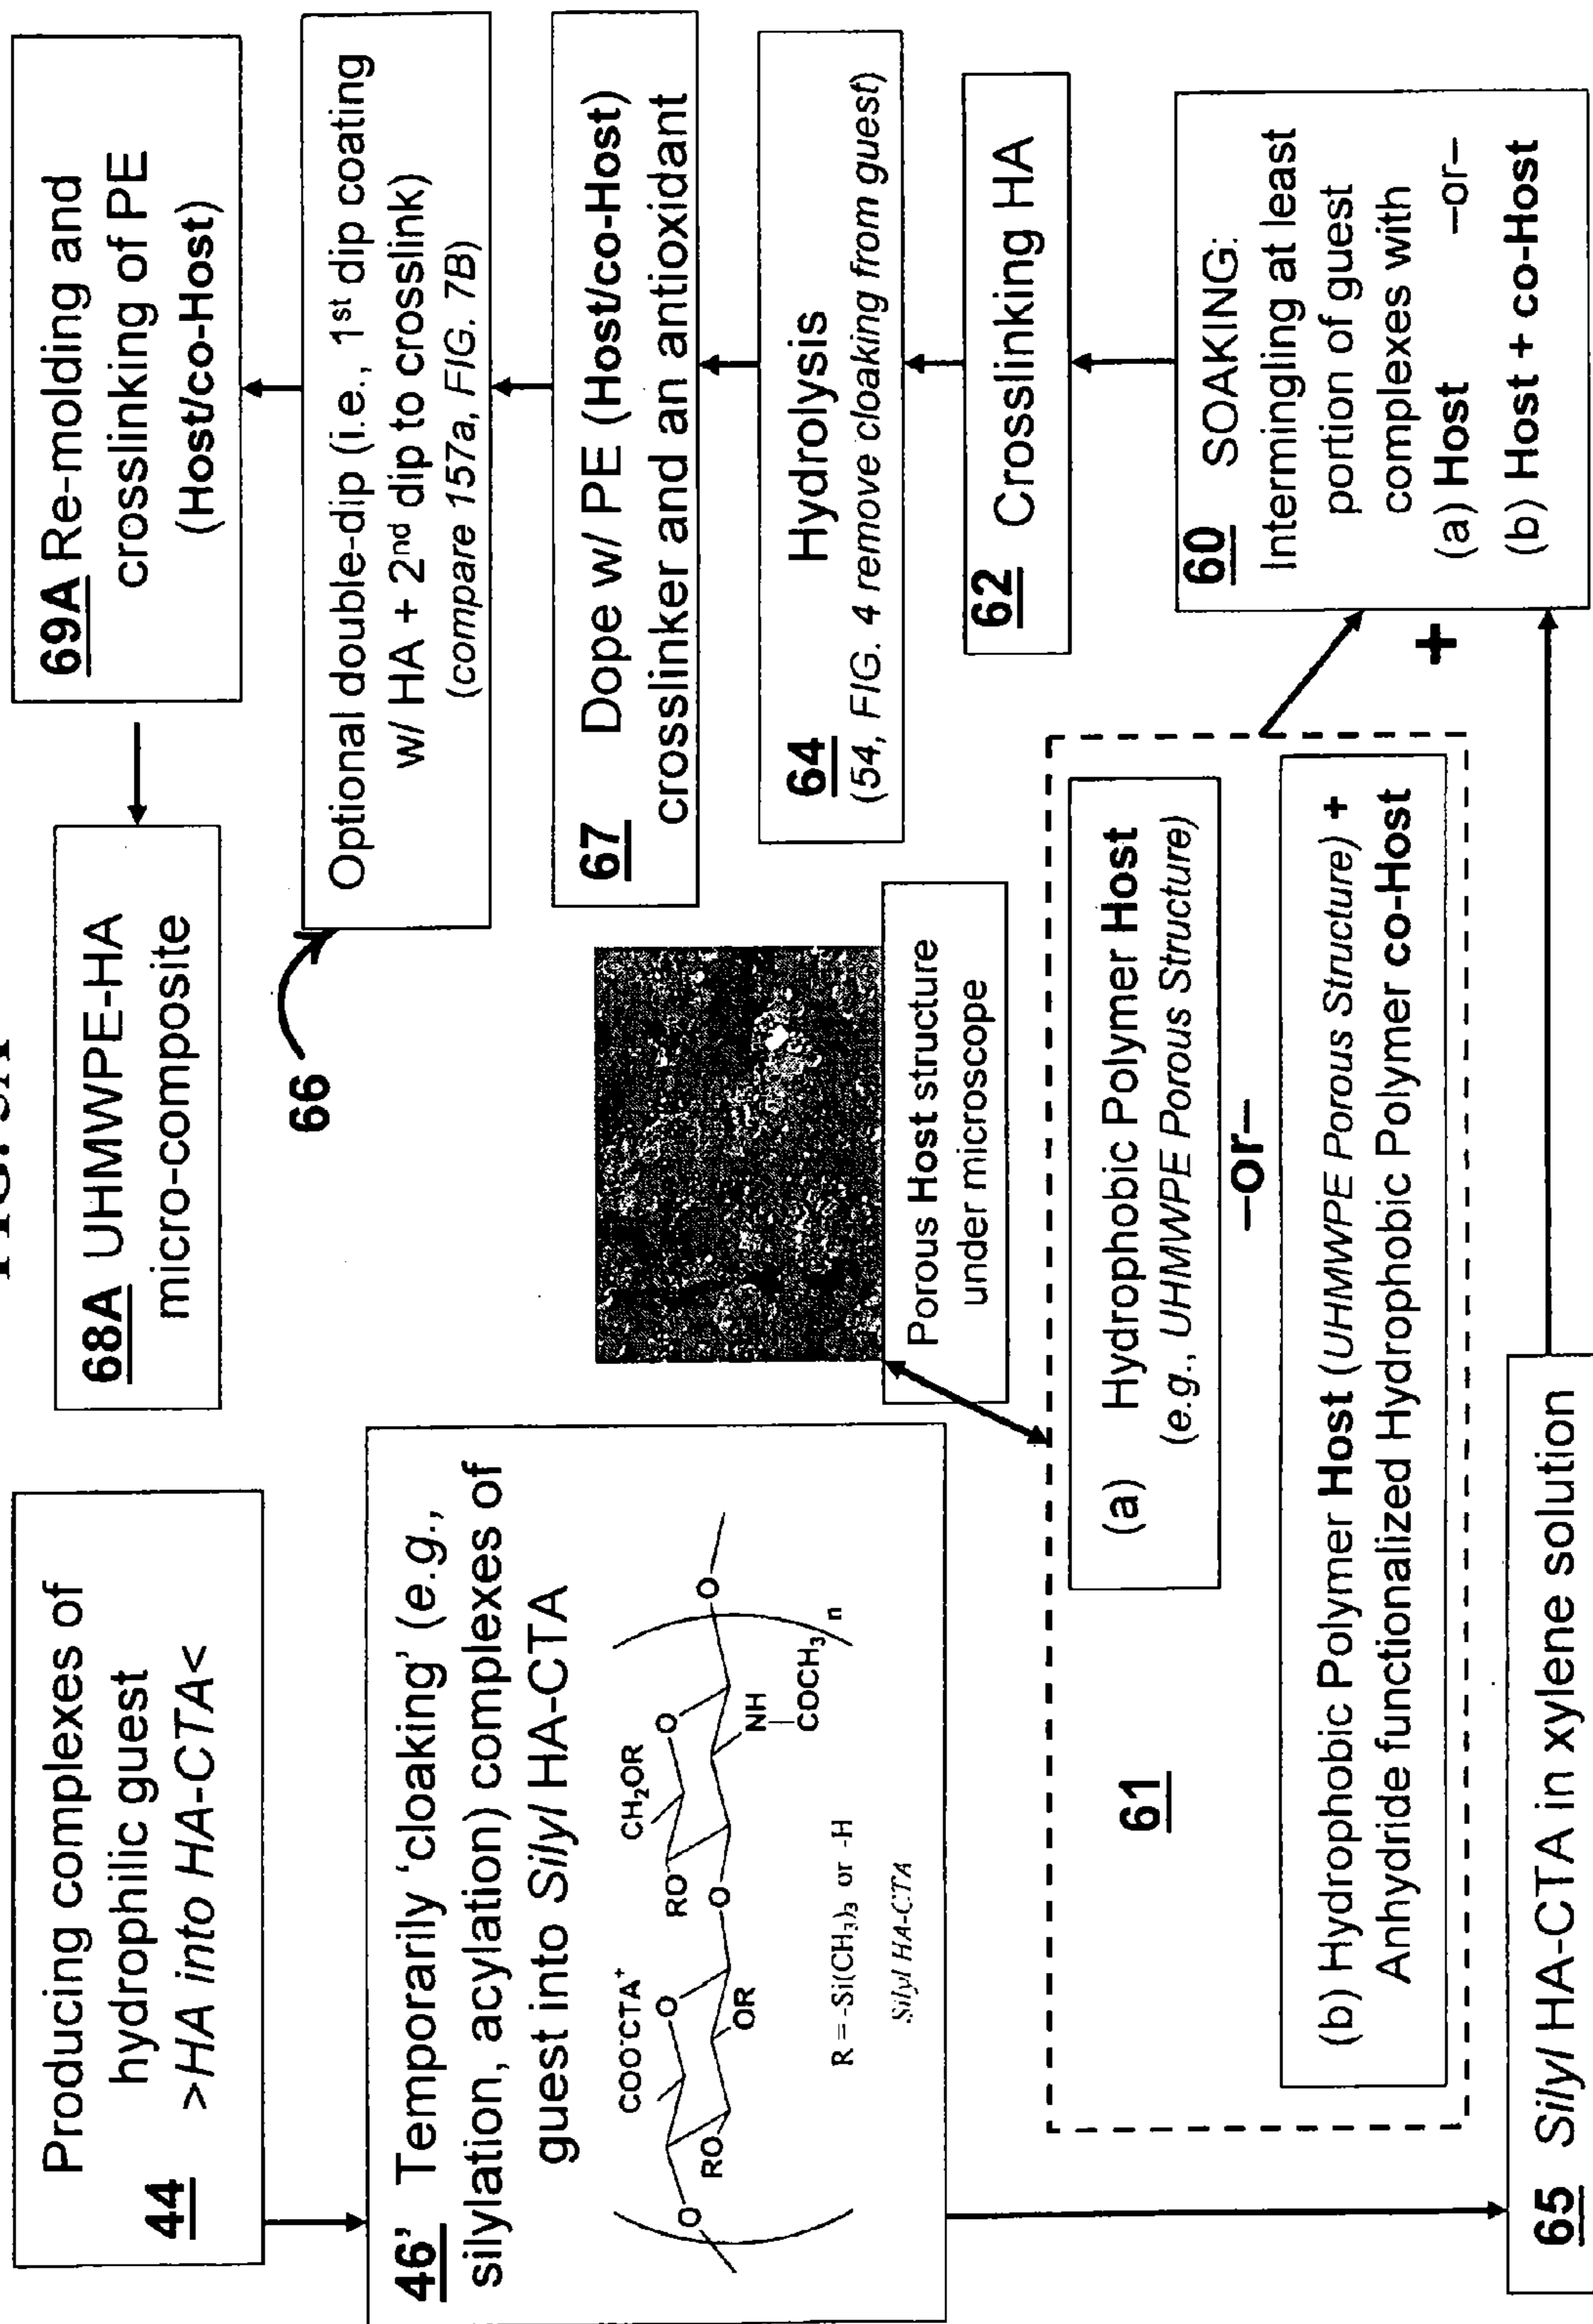 44 Producing complexes of
hydrophilic guest
>HA into HA-CTA<
46' Temporarily 'cloaking' (e.g.,
silylation, acylation) complexes of
guest into Silyl HA-CTA
COO⁻CTA⁺
CH₂OR
O
O
O
O
O
RO
OR
RO
NH
COCH₃
n
R = -Si(CH₃)₃ or -H
Silyl HA-CTA
65 Silyl HA-CTA in xylene solution
61
(a) Hydrophobic Polymer Host
(e.g., UHMWPE Porous Structure)
–or–
(b) Hydrophobic Polymer Host (UHMWPE Porous Structure) +
Anhydride functionalized Hydrophobic Polymer co-Host
Porous Host structure
under microscope
+
60 SOAKING:
Intermingling at least
portion of guest
complexes with
(a) Host –or–
(b) Host + co-Host
62 Crosslinking HA
64 Hydrolysis
(54, FIG. 4 remove cloaking from guest)
67 Dope w/ PE (Host/co-Host)
crosslinker and an antioxidant
66
Optional double-dip (i.e., 1st dip coating
w/ HA + 2nd dip to crosslink)
(compare 157a, FIG. 7B)
69A Re-molding and
crosslinking of PE
(Host/co-Host)
68A UHMWPE-HA
micro-composite